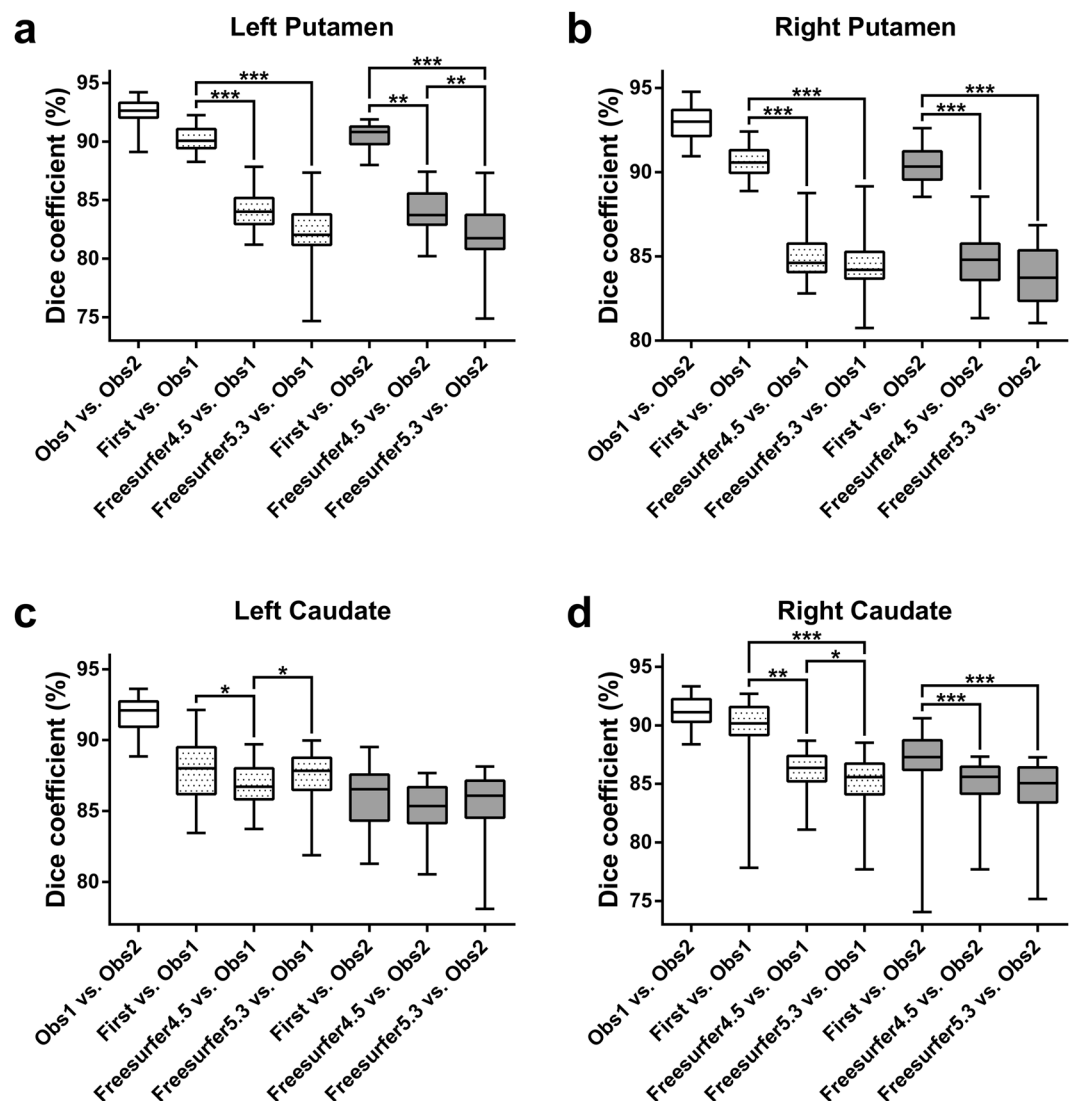 a
Left Putamen
Dice coefficient (%)
95
90
85
80
75
***
***
***
**
**
Obs1 vs. Obs2
First vs. Obs1
Freesurfer4.5 vs. Obs1
Freesurfer5.3 vs. Obs1
First vs. Obs2
Freesurfer4.5 vs. Obs2
Freesurfer5.3 vs. Obs2
b
Right Putamen
Dice coefficient (%)
95
90
85
80
***
***
***
***
Obs1 vs. Obs2
First vs. Obs1
Freesurfer4.5 vs. Obs1
Freesurfer5.3 vs. Obs1
First vs. Obs2
Freesurfer4.5 vs. Obs2
Freesurfer5.3 vs. Obs2
c
Left Caudate
Dice coefficient (%)
95
90
85
80
*
*
Obs1 vs. Obs2
First vs. Obs1
Freesurfer4.5 vs. Obs1
Freesurfer5.3 vs. Obs1
First vs. Obs2
Freesurfer4.5 vs. Obs2
Freesurfer5.3 vs. Obs2
d
Right Caudate
Dice coefficient (%)
95
90
85
80
75
***
*
**
***
***
Obs1 vs. Obs2
First vs. Obs1
Freesurfer4.5 vs. Obs1
Freesurfer5.3 vs. Obs1
First vs. Obs2
Freesurfer4.5 vs. Obs2
Freesurfer5.3 vs. Obs2